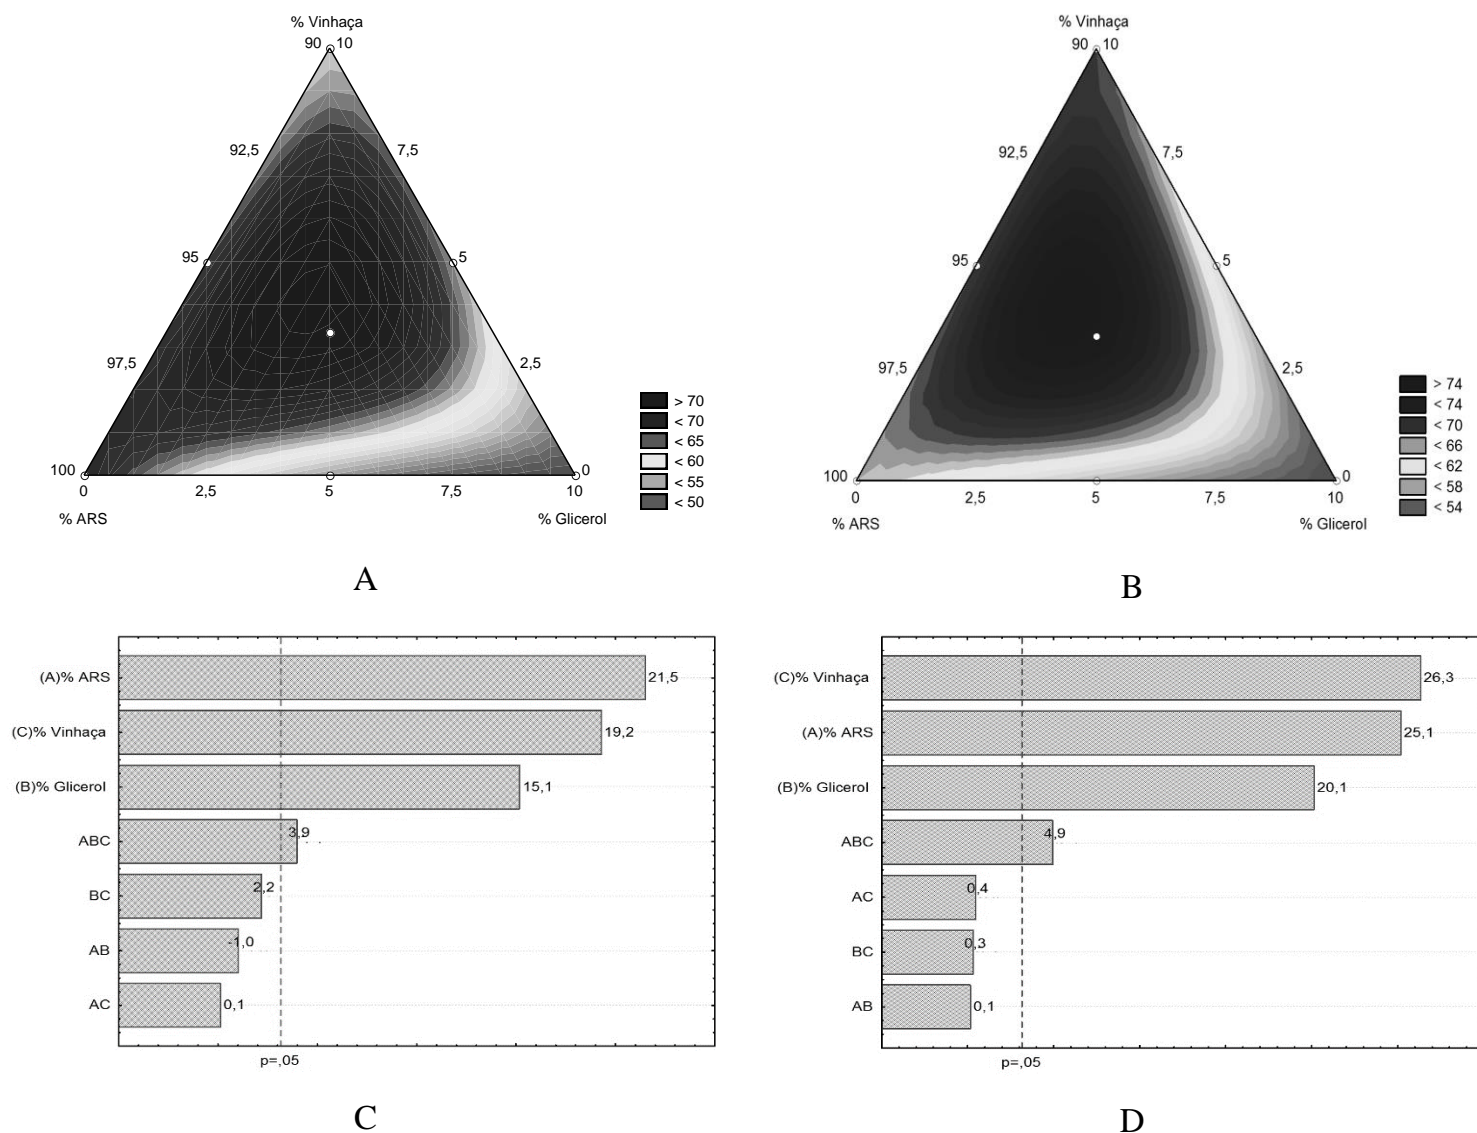 % Vinhaça
90 10
92,5 7,5
95 5
97,5 2,5
100 0
0 2,5 5 7,5 10
% ARS % Glicerol
> 70
< 70
< 65
< 60
< 55
< 50
A
% Vinhaça
90 10
92,5 7,5
95 5
97,5 2,5
100 0
0 2,5 5 7,5 10
% ARS % Glicerol
> 74
< 74
< 70
< 66
< 62
< 58
< 54
B
(A)% ARS 21,5
(C)% Vinhaça 19,2
(B)% Glicerol 15,1
ABC 3,9
BC 2,2
AB -1,0
AC 0,1
p=,05
C
(C)% Vinhaça 26,3
(A)% ARS 25,1
(B)% Glicerol 20,1
ABC 4,9
AC 0,4
BC 0,3
AB 0,1
p=,05
D